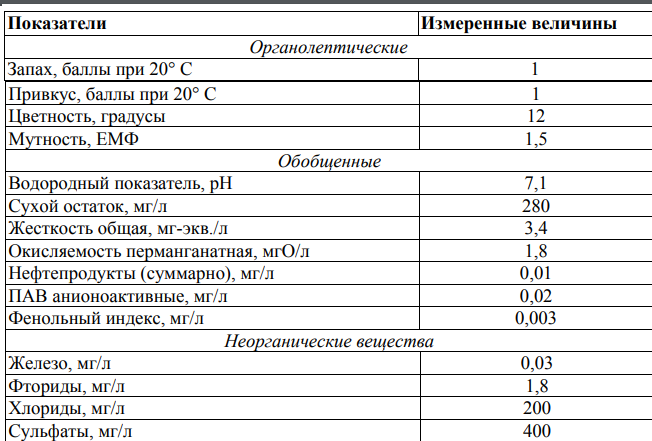 Показатели Измеренные величины
Органолептические
Запах, баллы при 20° С 1
Привкус, баллы при 20° С 1
Цветность, градусы 12
Мутность, ЕМФ 1,5
Обобщенные
Водородный показатель, рН 7,1
Сухой остаток, мг/л 280
Жесткость общая, мг-экв./л 3,4
Окисляемость перманганатная, мгО/л 1,8
Нефтепродукты (суммарно), мг/л 0,01
ПАВ анионоактивные, мг/л 0,02
Фенольный индекс, мг/л 0,003
Неорганические вещества
Железо, мг/л 0,03
Фториды, мг/л 1,8
Хлориды, мг/л 200
Сульфаты, мг/л 400